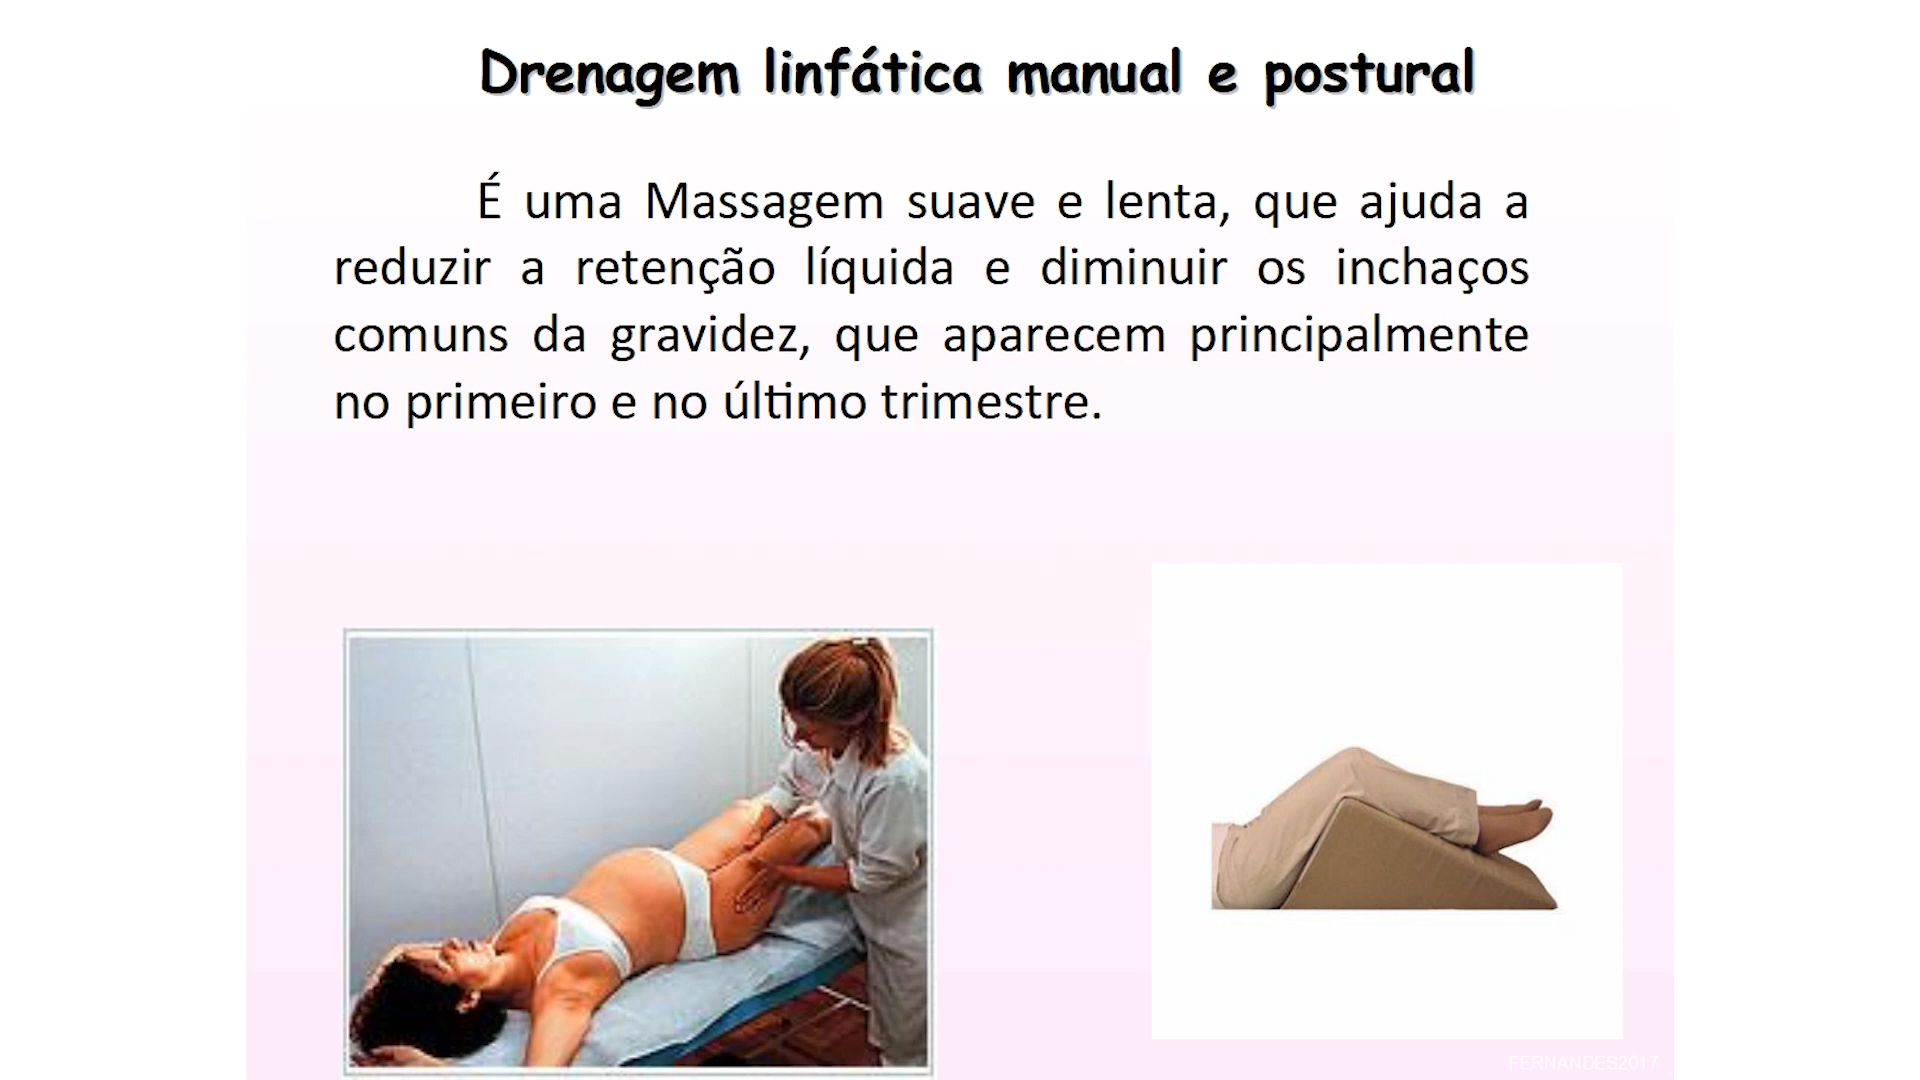 Drenagem linfática manual e postural
É uma Massagem suave e lenta, que ajuda a
reduzir a retenção líquida e diminuir os inchaços
comuns da gravidez, que aparecem principalmente
no primeiro e no último trimestre.
FERNANDES2017